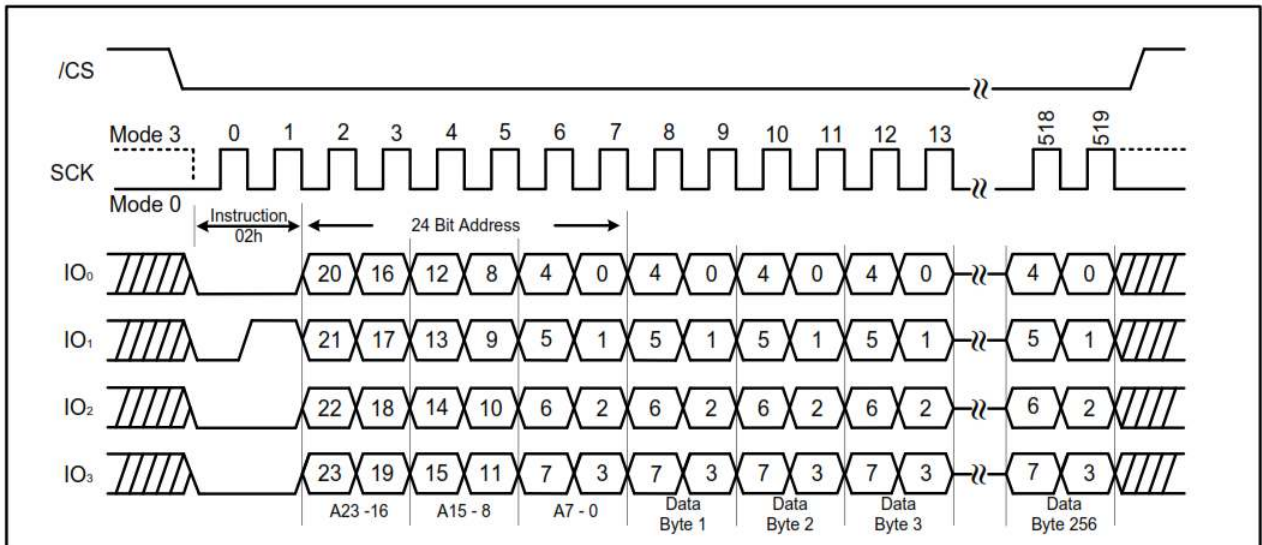 /CS
Mode 3 0 1 2 3 4 5 6 7 8 9 10 11 12 13 518 519
SCK
Mode 0
Instruction 02h
24 Bit Address
IO₀ 20 16 12 8 4 0 4 0 4 0 4 0 4 0
IO₁ 21 17 13 9 5 1 5 1 5 1 5 1 5 1
IO₂ 22 18 14 10 6 2 6 2 6 2 6 2 6 2
IO₃ 23 19 15 11 7 3 7 3 7 3 7 3 7 3
A23 -16 A15 - 8 A7 - 0 Data Byte 1 Data Byte 2 Data Byte 3 Data Byte 256